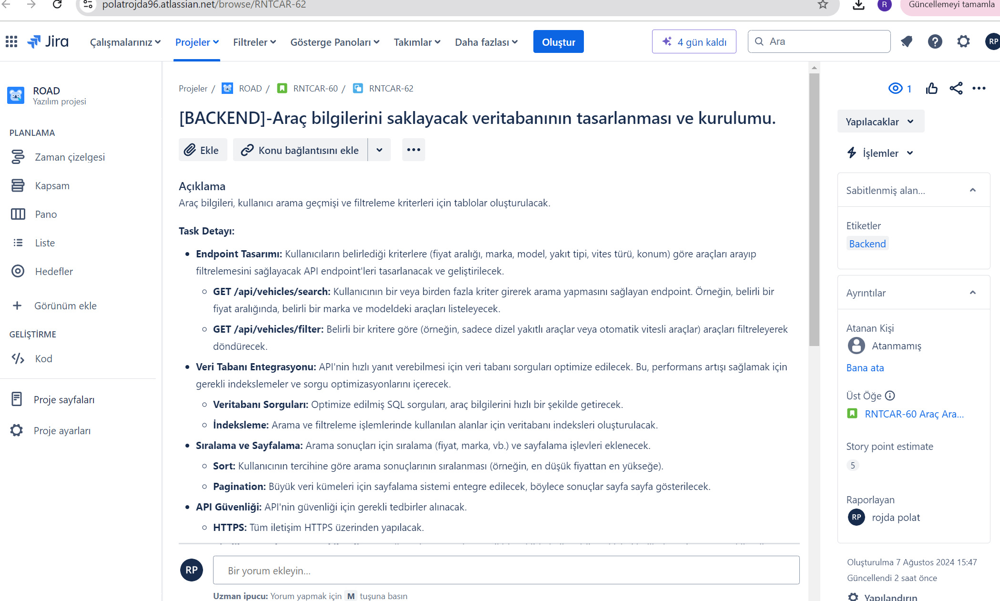 polatrojda96.atlassian.net/browse/RNTCAR-62
R
Güncellemeyi tamamla
Jira
Çalışmalarınız
Projeler
Filtreler
Gösterge Panoları
Takımlar
Daha fazlası
Oluştur
4 gün kaldı
Ara
RP
ROAD
Yazılım projesi
PLANLAMA
Zaman çizelgesi
Kapsam
Pano
Liste
Hedefler
Görünüm ekle
GELİŞTİRME
Kod
Proje sayfaları
Proje ayarları
Projeler / ROAD / RNTCAR-60 / RNTCAR-62
[BACKEND]-Araç bilgilerini saklayacak veritabanının tasarlanması ve kurulumu.
Ekle
Konu bağlantısını ekle
Açıklama
Araç bilgileri, kullanıcı arama geçmişi ve filtreleme kriterleri için tablolar oluşturulacak.
Task Detayı:
Endpoint Tasarımı: Kullanıcıların belirlediği kriterlere (fiyat aralığı, marka, model, yakıt tipi, vites türü, konum) göre araçları arayıp
filtrelemesini sağlayacak API endpoint'leri tasarlanacak ve geliştirilecek.
GET /api/vehicles/search: Kullanıcının bir veya birden fazla kriter girerek arama yapmasını sağlayan endpoint. Örneğin, belirli bir
fiyat aralığında, belirli bir marka ve modeldeki araçları listeleyecek.
GET /api/vehicles/filter: Belirli bir kritere göre (örneğin, sadece dizel yakıtlı araçlar veya otomatik vitesli araçlar) araçları filtreleyerek
döndürecek.
Veri Tabanı Entegrasyonu: API'nin hızlı yanıt verebilmesi için veri tabanı sorguları optimize edilecek. Bu, performans artışı sağlamak için
gerekli indekslemeler ve sorgu optimizasyonlarını içerecek.
Veritabanı Sorguları: Optimize edilmiş SQL sorguları, araç bilgilerini hızlı bir şekilde getirecek.
İndeksleme: Arama ve filtreleme işlemlerinde kullanılan alanlar için veritabanı indeksleri oluşturulacak.
Sıralama ve Sayfalama: Arama sonuçları için sıralama (fiyat, marka, vb.) ve sayfalama işlevleri eklenecek.
Sort: Kullanıcının tercihine göre arama sonuçlarının sıralanması (örneğin, en düşük fiyattan en yükseğe).
Pagination: Büyük veri kümeleri için sayfalama sistemi entegre edilecek, böylece sonuçlar sayfa sayfa gösterilecek.
API Güvenliği: API'nin güvenliği için gerekli tedbirler alınacak.
HTTPS: Tüm iletişim HTTPS üzerinden yapılacak.
RP
Bir yorum ekleyin...
Uzman ipucu: Yorum yapmak için M tuşuna basın
1
Yapılacaklar
İşlemler
Sabitlenmiş alan...
Etiketler
Backend
Ayrıntılar
Atanan Kişi
Atanmamış
Bana ata
Üst Öğe
RNTCAR-60 Araç Ara...
Story point estimate
5
Raporlayan
RP rojda polat
Oluşturulma 7 Ağustos 2024 15:47
Güncellendi 2 saat önce
Yapılandırın